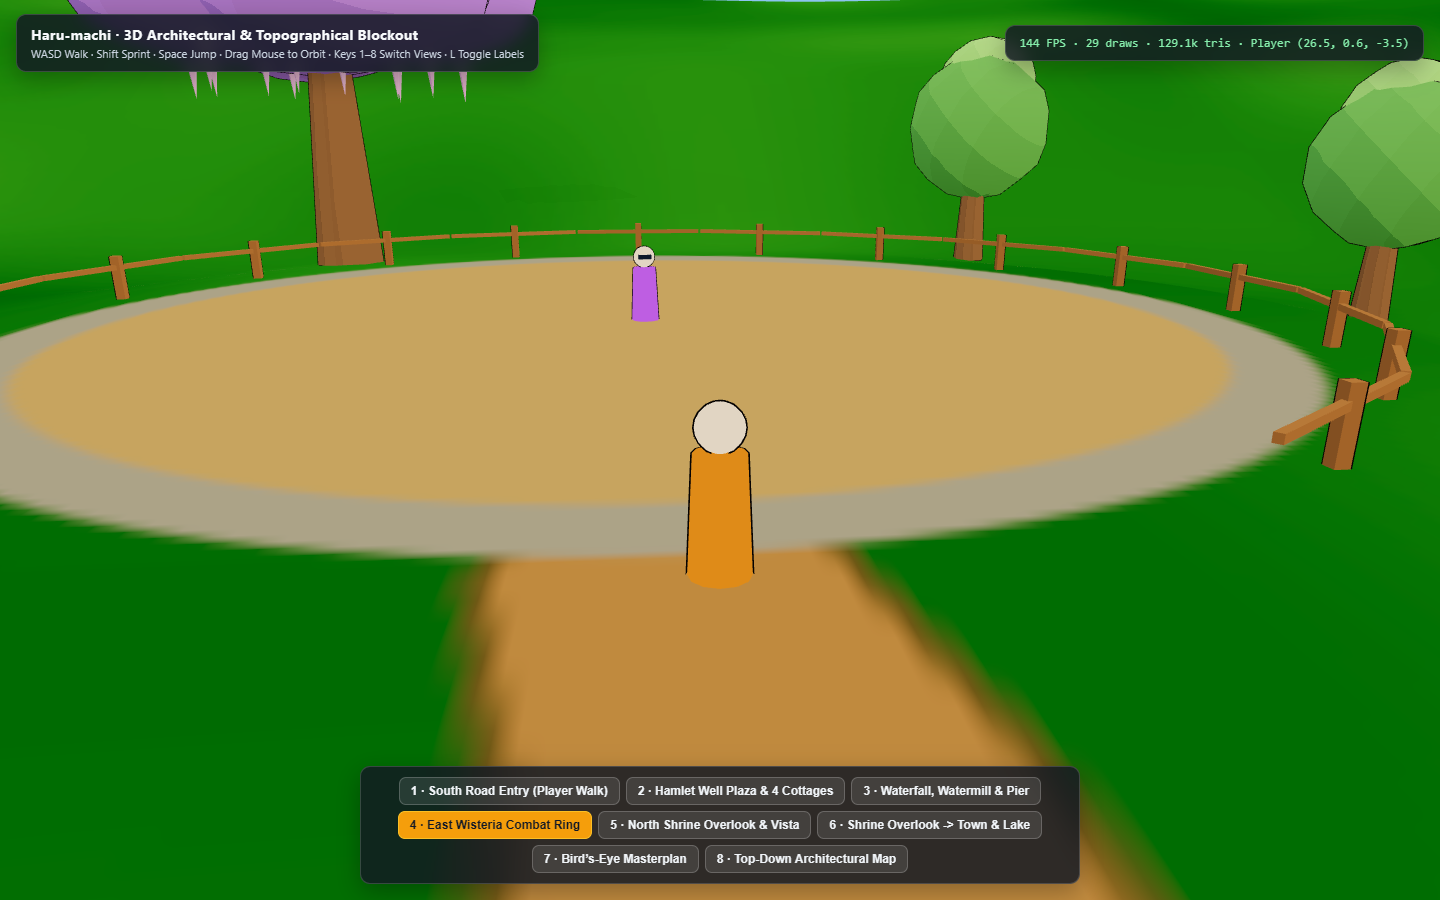 Haru-machi · 3D Architectural & Topographical Blockout
WASD Walk · Shift Sprint · Space Jump · Drag Mouse to Orbit · Keys 1–8 Switch Views · L Toggle Labels
144 FPS · 29 draws · 129.1k tris · Player (26.5, 0.6, -3.5)
1 · South Road Entry (Player Walk)
2 · Hamlet Well Plaza & 4 Cottages
3 · Waterfall, Watermill & Pier
4 · East Wisteria Combat Ring
5 · North Shrine Overlook & Vista
6 · Shrine Overlook -> Town & Lake
7 · Bird's-Eye Masterplan
8 · Top-Down Architectural Map